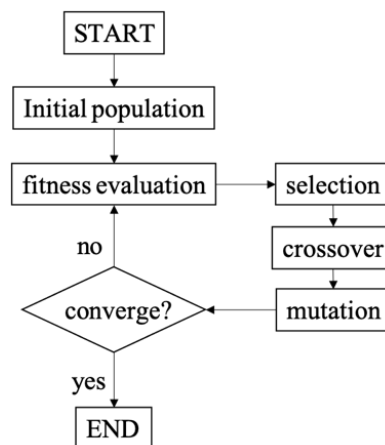 START
Initial population
fitness evaluation
selection
crossover
mutation
converge?
no
yes
END